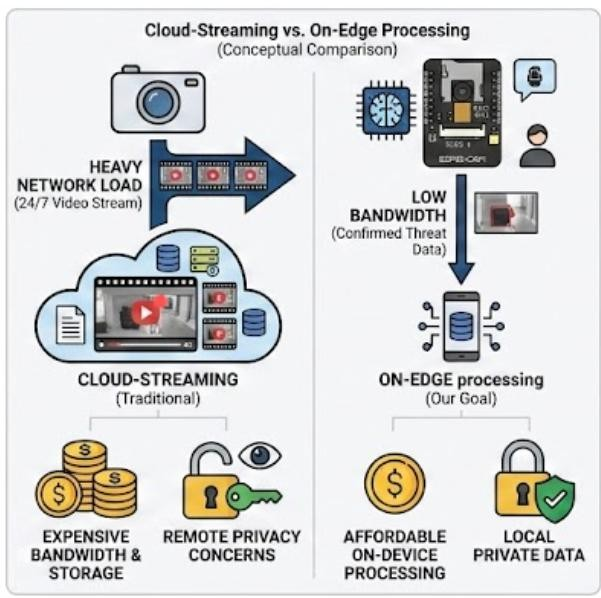 Cloud-Streaming vs. On-Edge Processing
(Conceptual Comparison)
HEAVY
NETWORK LOAD
(24/7 Video Stream)
CLOUD-STREAMING
(Traditional)
EXPENSIVE
BANDWIDTH &
STORAGE
REMOTE PRIVACY
CONCERNS
LOW
BANDWIDTH
(Confirmed Threat
Data)
ON-EDGE processing
(Our Goal)
AFFORDABLE
ON-DEVICE
PROCESSING
LOCAL
PRIVATE DATA